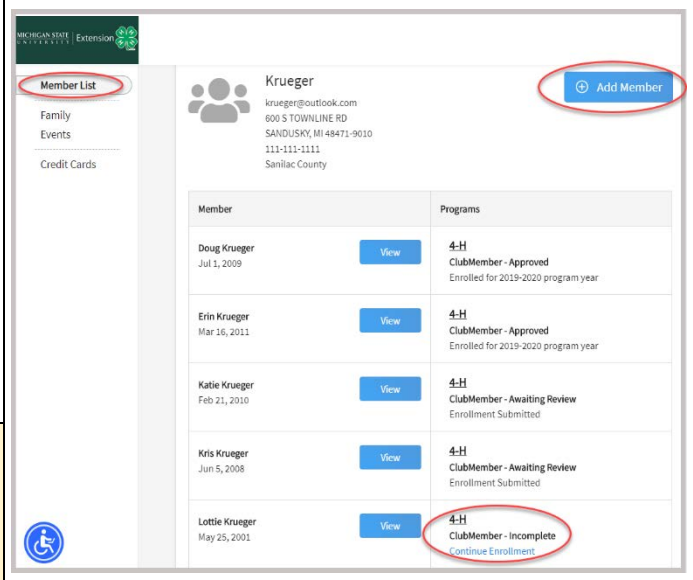 MICHIGAN STATE
UNIVERSITY
Extension
Member List
Family
Events
Credit Cards
Krueger
krueger@outlook.com
600 S TOWNLINE RD
SANDUSKY, MI 48471-9010
111-111-1111
Sanilac County
Add Member
Member Programs
Doug Krueger
Jul 1, 2009
View
4-H
ClubMember - Approved
Enrolled for 2019-2020 program year
Erin Krueger
Mar 16, 2011
View
4-H
ClubMember - Approved
Enrolled for 2019-2020 program year
Katie Krueger
Feb 21, 2010
View
4-H
ClubMember - Awaiting Review
Enrollment Submitted
Kris Krueger
Jun 5, 2008
View
4-H
ClubMember - Awaiting Review
Enrollment Submitted
Lottie Krueger
May 25, 2001
View
4-H
ClubMember - Incomplete
Continue Enrollment